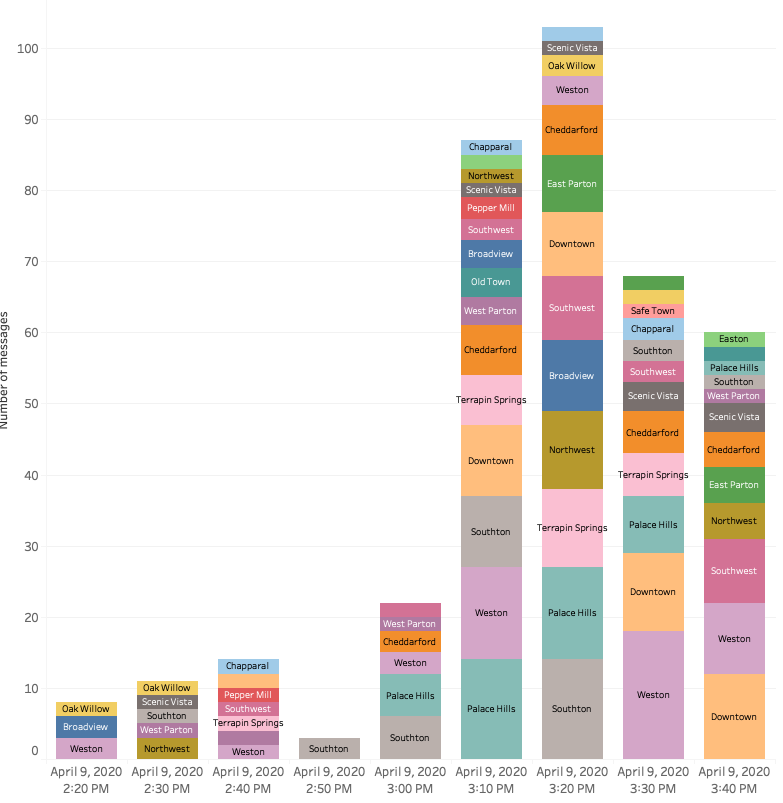 Number of messages
100
90
80
70
60
50
40
30
20
10
0
Oak Willow
Broadview
Weston
Oak Willow
Scenic Vista
Southton
West Parton
Northwest
Chapparal
Pepper Mill
Southwest
Terrapin Springs
Weston
Southton
West Parton
Cheddarford
Weston
Palace Hills
Southton
Chapparal
Northwest
Scenic Vista
Pepper Mill
Southwest
Broadview
Old Town
West Parton
Cheddarford
Terrapin Springs
Downtown
Southton
Weston
Palace Hills
Scenic Vista
Oak Willow
Weston
Cheddarford
East Parton
Downtown
Southwest
Broadview
Northwest
Terrapin Springs
Palace Hills
Southton
Safe Town
Chapparal
Southton
Southwest
Scenic Vista
Cheddarford
Terrapin Springs
Palace Hills
Downtown
Weston
Easton
Palace Hills
Southton
West Parton
Scenic Vista
Cheddarford
East Parton
Northwest
Southwest
Weston
Downtown
April 9, 2020
2:20 PM
April 9, 2020
2:30 PM
April 9, 2020
2:40 PM
April 9, 2020
2:50 PM
April 9, 2020
3:00 PM
April 9, 2020
3:10 PM
April 9, 2020
3:20 PM
April 9, 2020
3:30 PM
April 9, 2020
3:40 PM